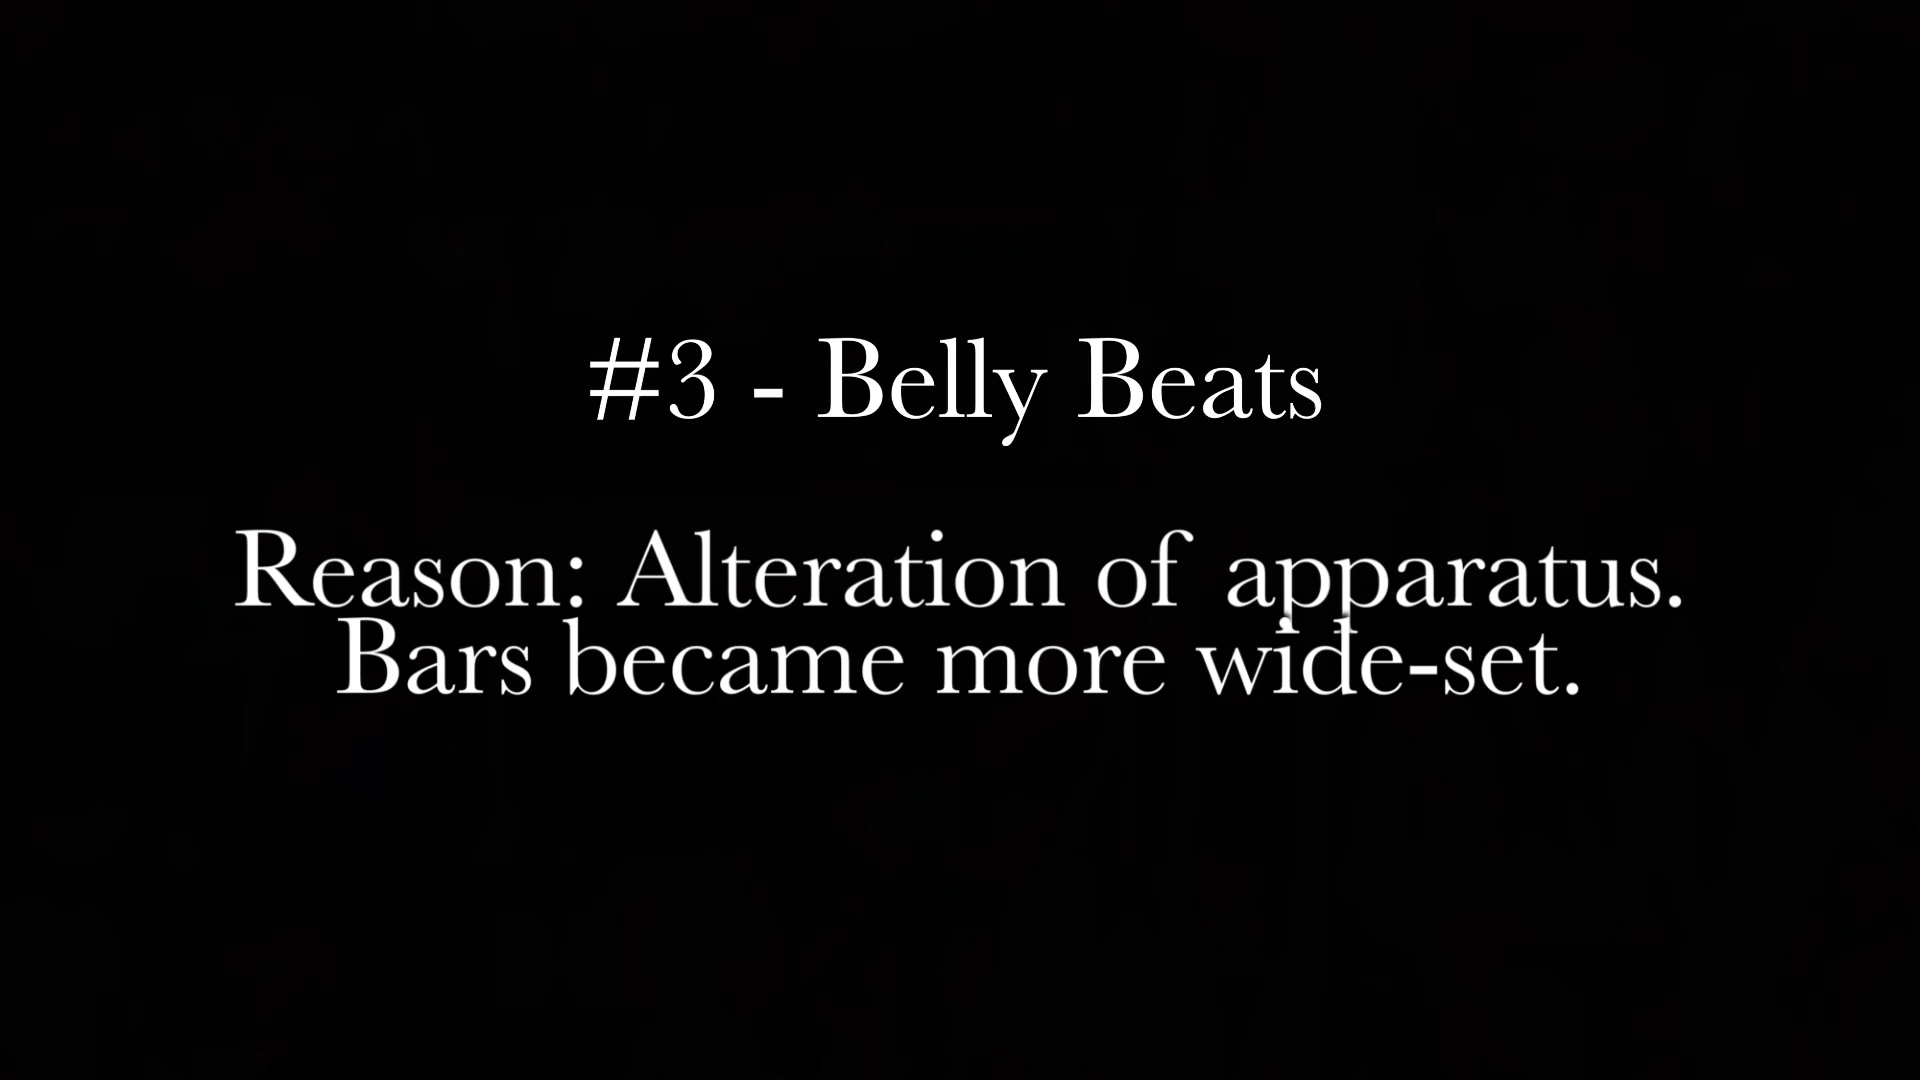 #3 - Belly Beats
Reason: Alteration of apparatus.
Bars became more wide-set.